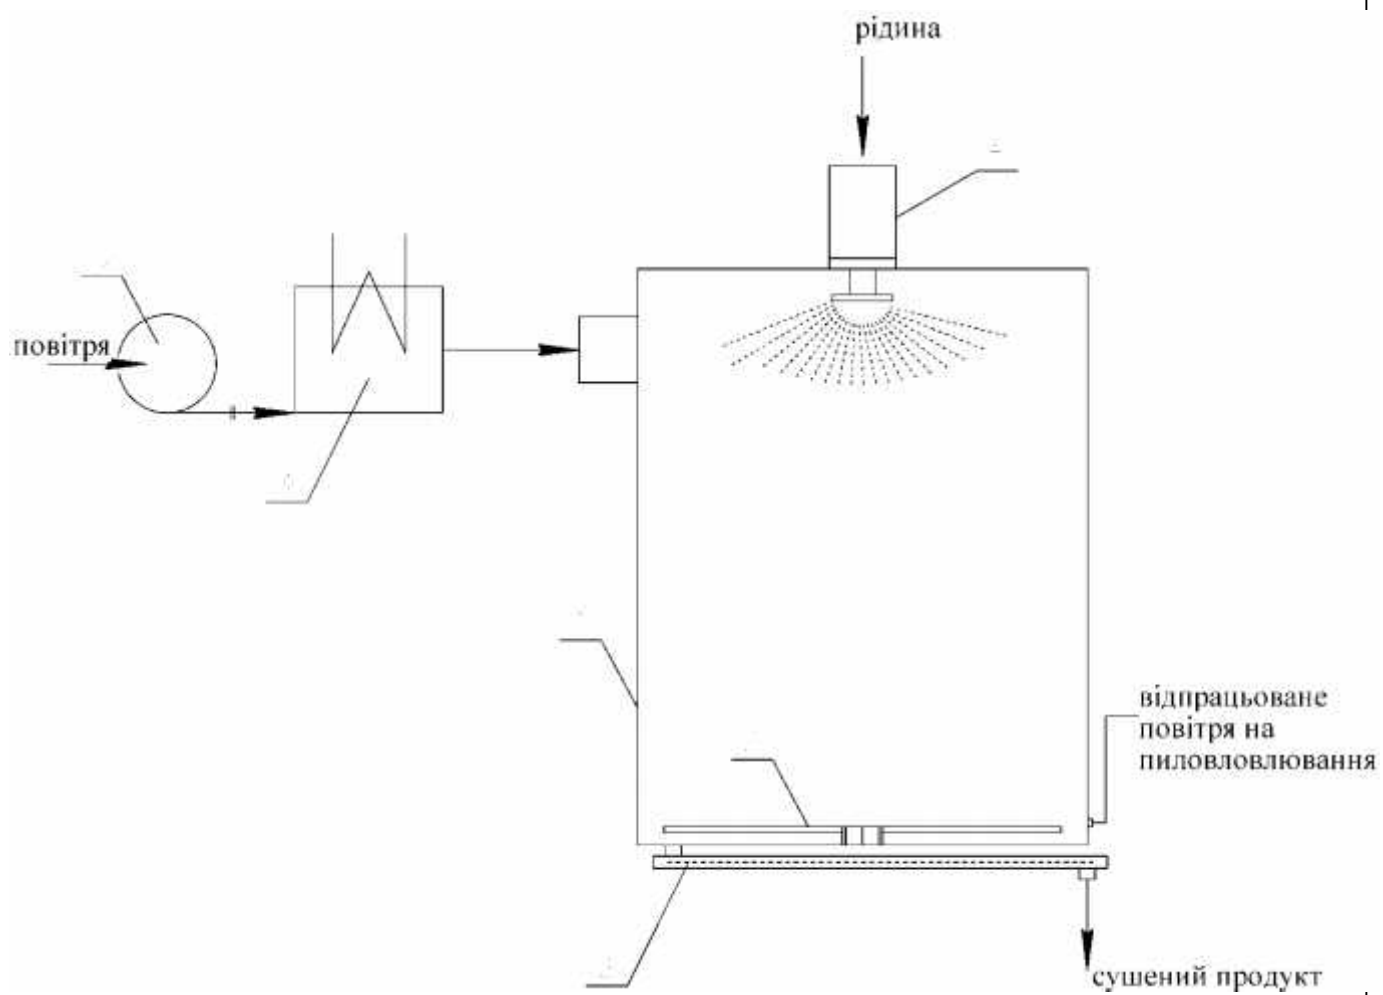 рідина
повітря
відпрацьоване
повітря на
пиловловлювання
сушений продукт